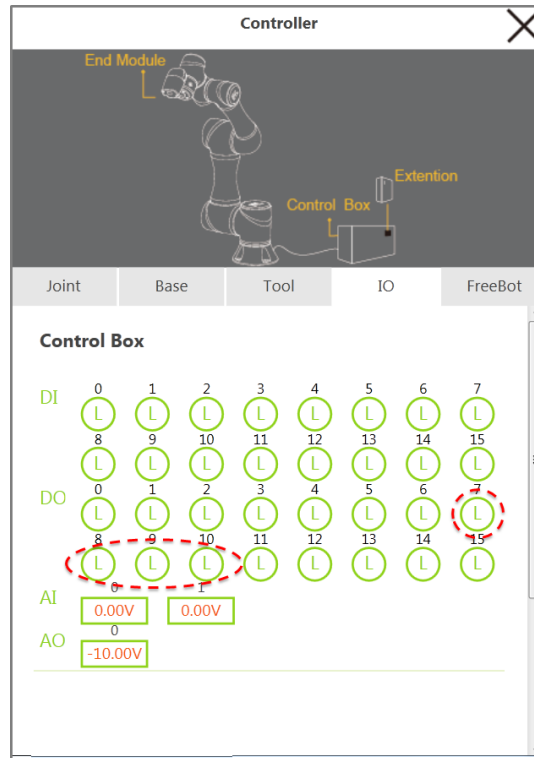 Controller
End Module
Extention
Control Box
Joint Base Tool IO FreeBot
Control Box
0 1 2 3 4 5 6 7
DI L L L L L L L L
8 9 10 11 12 13 14 15
L L L L L L L L
0 1 2 3 4 5 6 7
DO L L L L L L L L
8 9 10 11 12 13 14 15
L L L L L L L L
0 1
AI 0.00V 0.00V
0
AO -10.00V